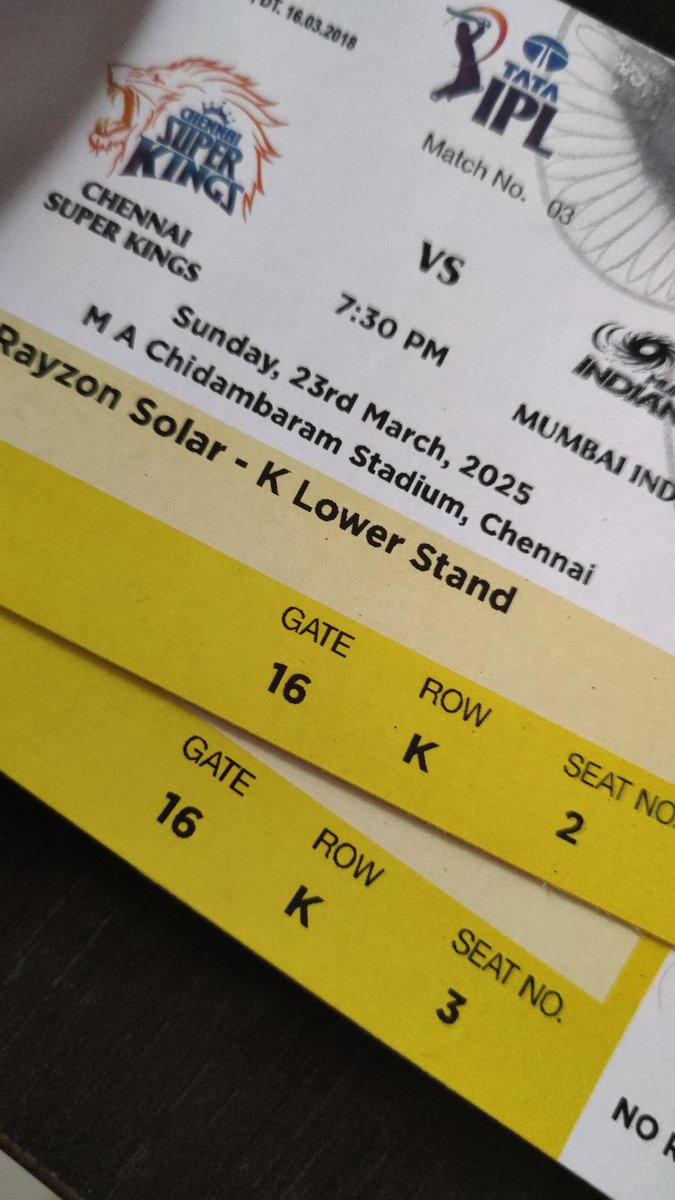 DT. 16.03.2018
TATA
IPL
CHENNAI
SUPER
KINGS
Match No. 03
CHENNAI
SUPER KINGS
VS
7:30 PM
INDIAN
MUMBAI IND
Sunday, 23rd March, 2025
M A Chidambaram Stadium, Chennai
Rayzon Solar - K Lower Stand
GATE ROW SEAT NO.
16 K 2
GATE ROW SEAT NO.
16 K 3
NO R